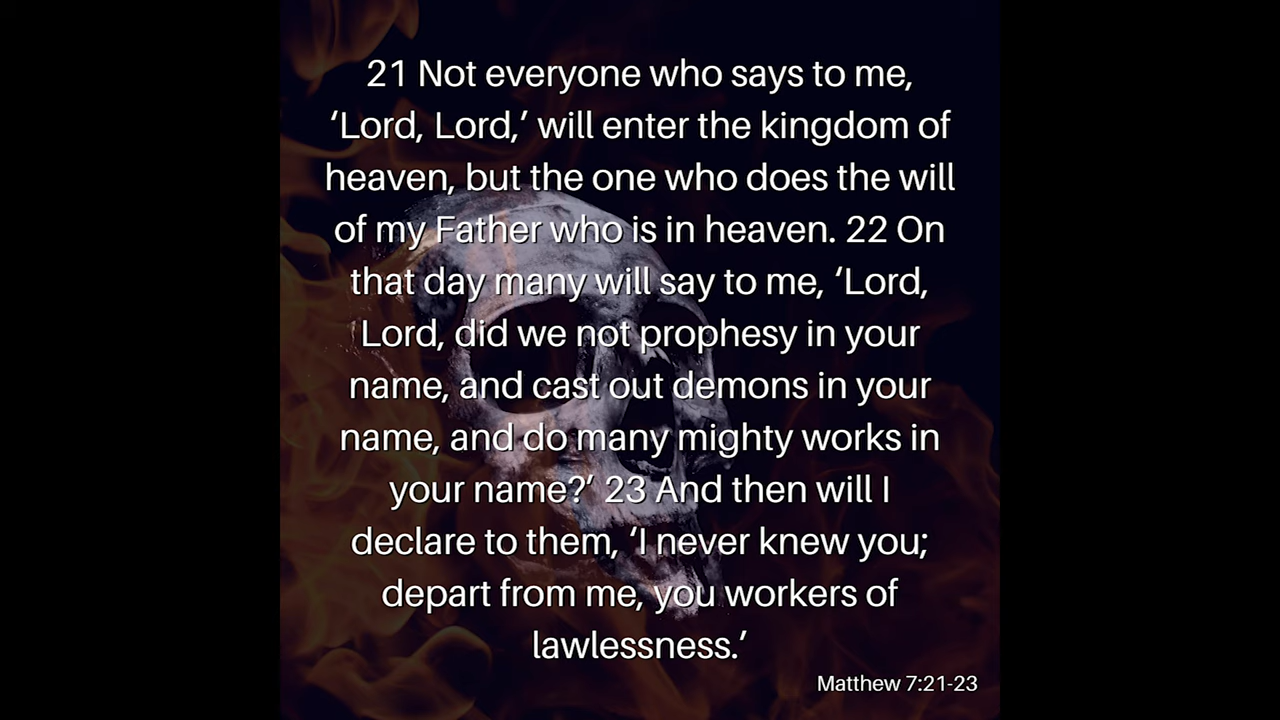 21 Not everyone who says to me,
‘Lord, Lord,’ will enter the kingdom of
heaven, but the one who does the will
of my Father who is in heaven. 22 On
that day many will say to me, ‘Lord,
Lord, did we not prophesy in your
name, and cast out demons in your
name, and do many mighty works in
your name?’ 23 And then will I
declare to them, ‘I never knew you;
depart from me, you workers of
lawlessness.’
Matthew 7:21-23